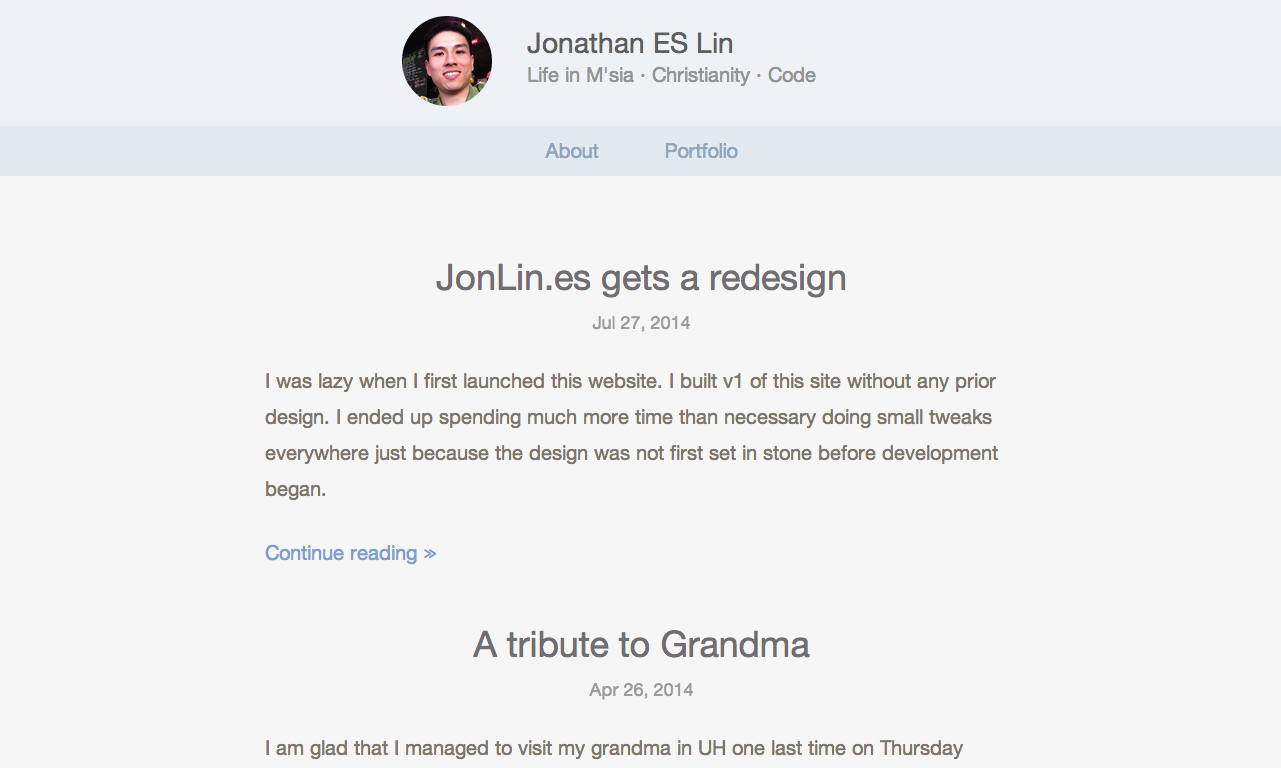 Jonathan ES Lin
Life in M'sia · Christianity · Code
About Portfolio
JonLin.es gets a redesign
Jul 27, 2014
I was lazy when I first launched this website. I built v1 of this site without any prior
design. I ended up spending much more time than necessary doing small tweaks
everywhere just because the design was not first set in stone before development
began.
Continue reading »
A tribute to Grandma
Apr 26, 2014
I am glad that I managed to visit my grandma in UH one last time on Thursday